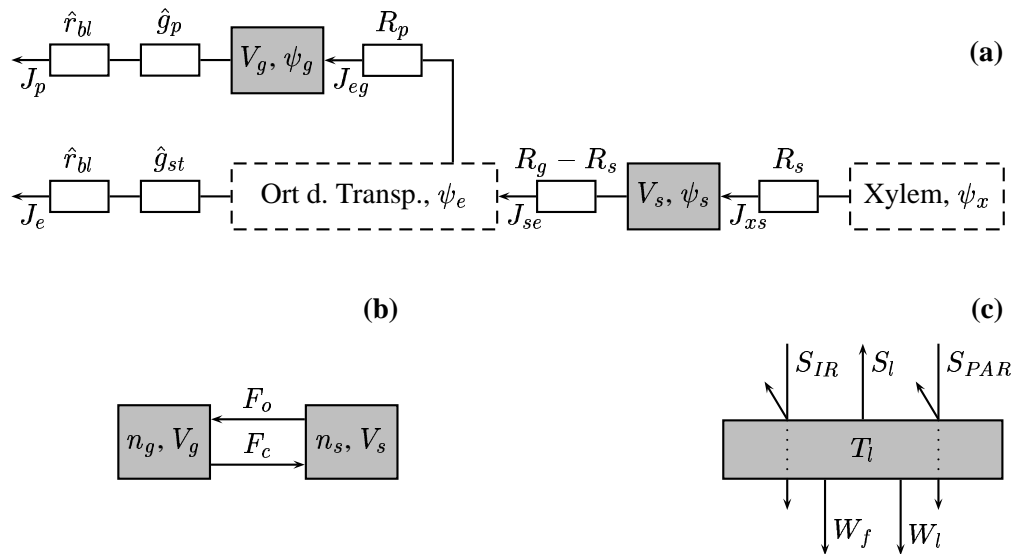 r̂_bl ĝ_p R_p
(a)
V_g, ψ_g
J_p J_eg
r̂_bl ĝ_st R_g − R_s R_s
Ort d. Transp., ψ_e V_s, ψ_s Xylem, ψ_x
J_e J_se J_xs
(b) (c)
S_IR S_l S_PAR
F_o
n_g, V_g n_s, V_s
F_c
T_l
W_f W_l